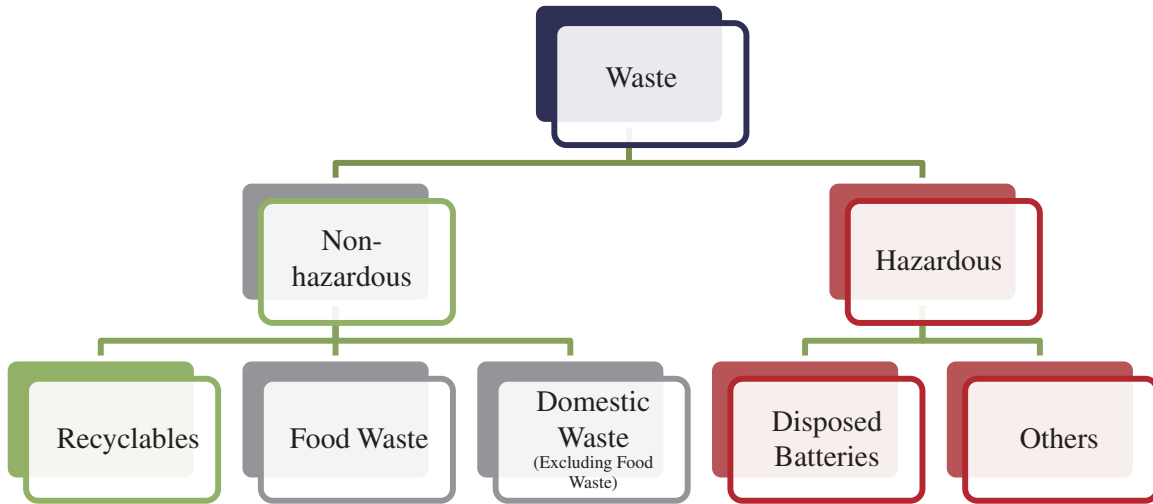 Waste
Non-
hazardous
Hazardous
Recyclables
Food Waste
Domestic
Waste
(Excluding Food
Waste)
Disposed
Batteries
Others